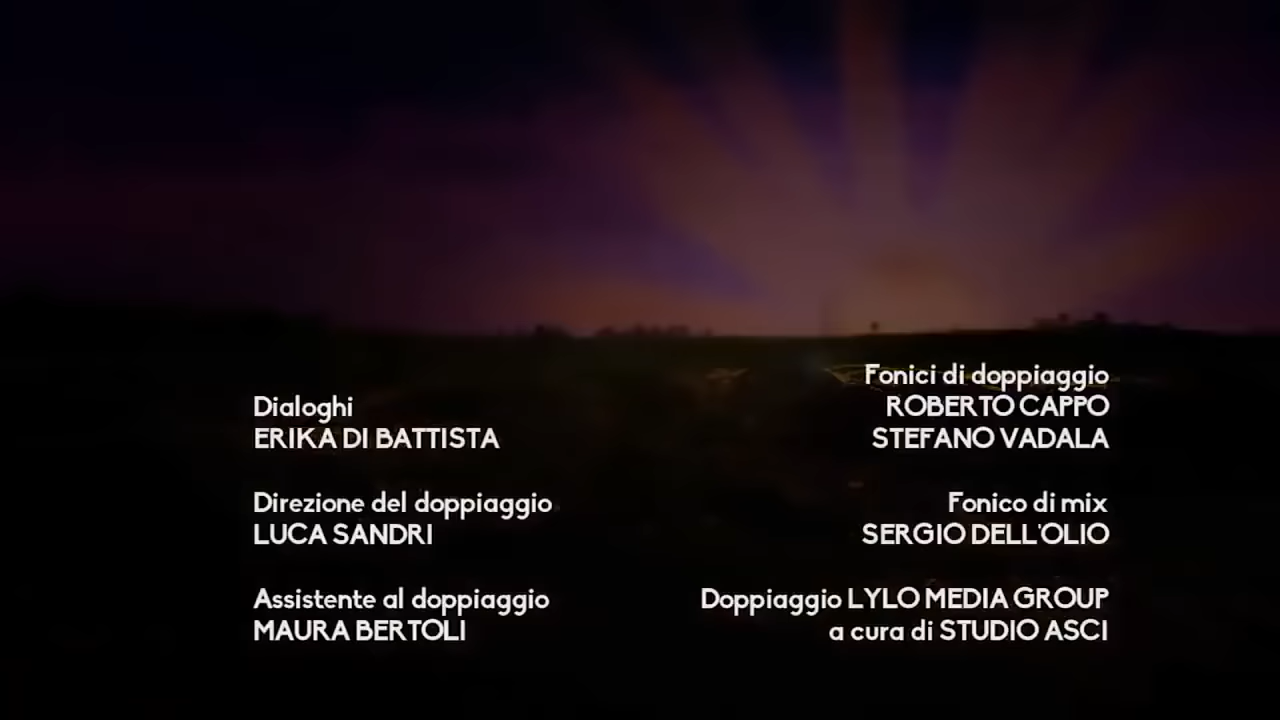 Dialoghi
ERIKA DI BATTISTA
Direzione del doppiaggio
LUCA SANDRI
Assistente al doppiaggio
MAURA BERTOLI
Fonici di doppiaggio
ROBERTO CAPPO
STEFANO VADALA
Fonico di mix
SERGIO DELL'OLIO
Doppiaggio LYLO MEDIA GROUP
a cura di STUDIO ASCI